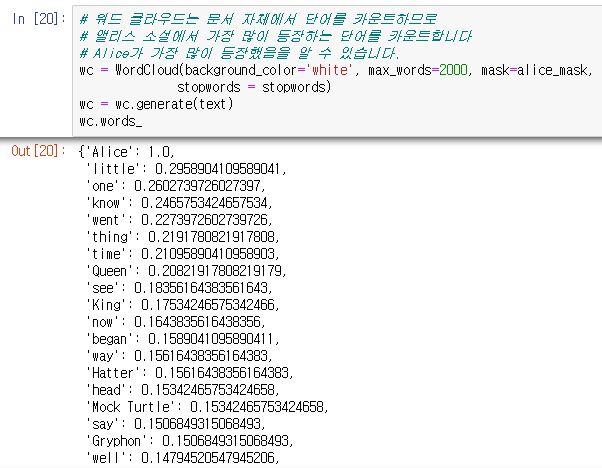 In [20]:
# 워드 클라우드는 문서 자체에서 단어를 카운트하므로
# 앨리스 소설에서 가장 많이 등장하는 단어를 카운트합니다
# Alice가 가장 많이 등장했음을 알 수 있습니다.
wc = WordCloud(background_color='white', max_words=2000, mask=alice_mask,
stopwords = stopwords)
wc = wc.generate(text)
wc.words_
Out[20]:
{'Alice': 1.0,
'little': 0.2958904109589041,
'one': 0.2602739726027397,
'know': 0.2465753424657534,
'went': 0.2273972602739726,
'thing': 0.2191780821917808,
'time': 0.21095890410958903,
'Queen': 0.20821917808219179,
'see': 0.18356164383561643,
'King': 0.17534246575342466,
'now': 0.1643835616438356,
'began': 0.1589041095890411,
'way': 0.15616438356164383,
'Hatter': 0.15616438356164383,
'head': 0.15342465753424658,
'Mock Turtle': 0.15342465753424658,
'say': 0.1506849315068493,
'Gryphon': 0.1506849315068493,
'well': 0.14794520547945206,